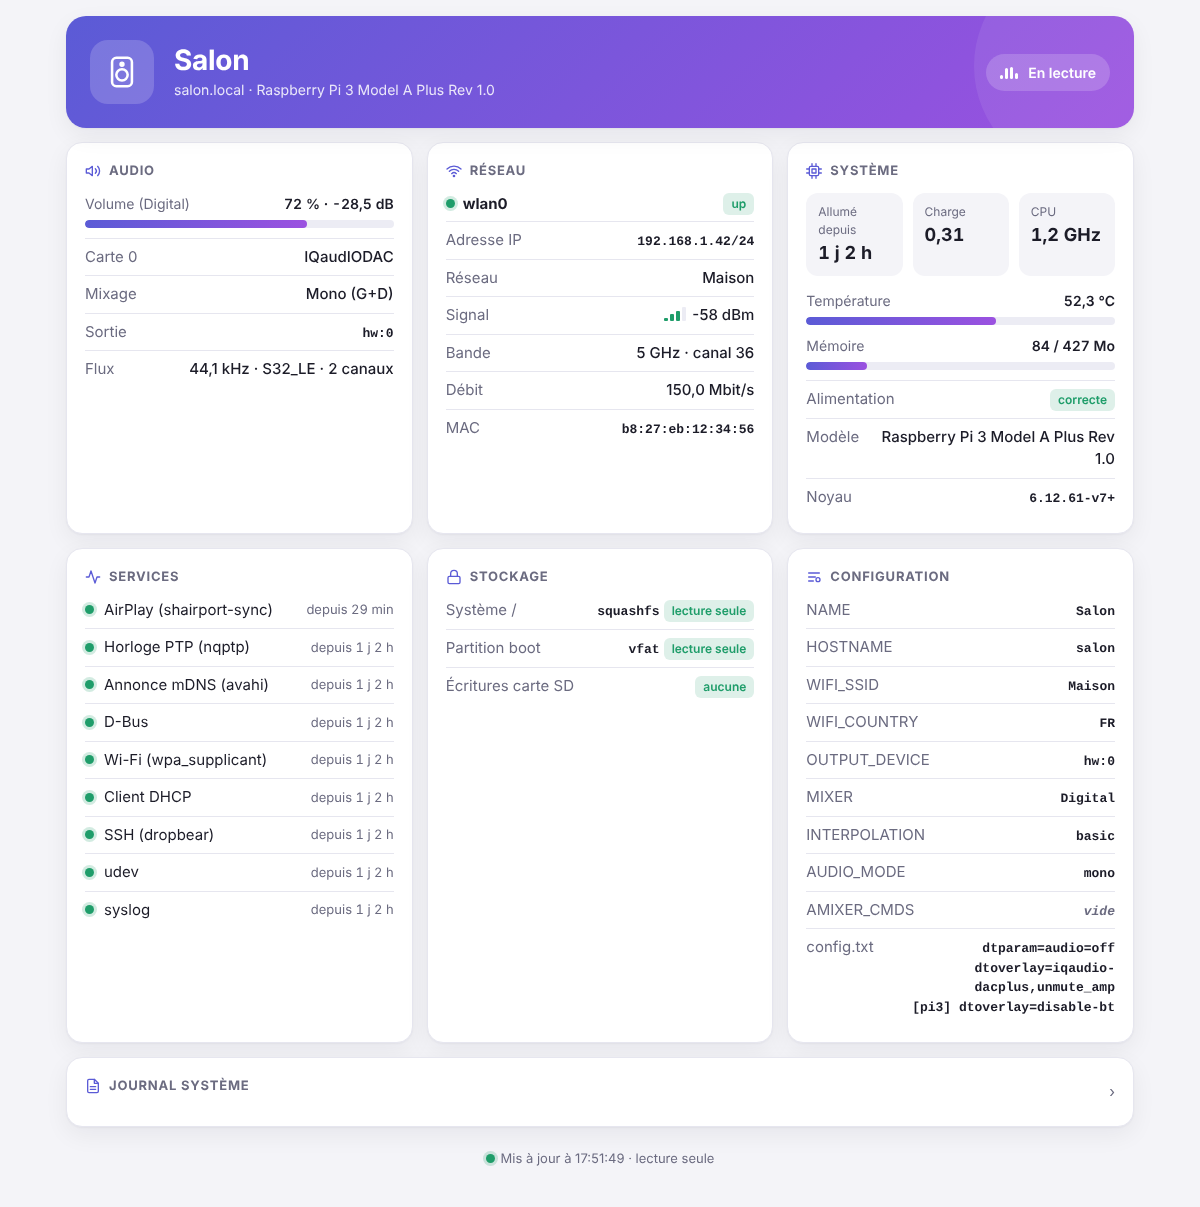 Salon
salon.local · Raspberry Pi 3 Model A Plus Rev 1.0
En lecture
AUDIO
Volume (Digital) 72 % · -28,5 dB
Carte 0 IQaudIODAC
Mixage Mono (G+D)
Sortie hw:0
Flux 44,1 kHz · S32_LE · 2 canaux
RÉSEAU
wlan0 up
Adresse IP 192.168.1.42/24
Réseau Maison
Signal -58 dBm
Bande 5 GHz · canal 36
Débit 150,0 Mbit/s
MAC b8:27:eb:12:34:56
SYSTÈME
Allumé
depuis
1 j 2 h
Charge
0,31
CPU
1,2 GHz
Température 52,3 °C
Mémoire 84 / 427 Mo
Alimentation correcte
Modèle Raspberry Pi 3 Model A Plus Rev
1.0
Noyau 6.12.61-v7+
SERVICES
AirPlay (shairport-sync) depuis 29 min
Horloge PTP (nqptp) depuis 1 j 2 h
Annonce mDNS (avahi) depuis 1 j 2 h
D-Bus depuis 1 j 2 h
Wi-Fi (wpa_supplicant) depuis 1 j 2 h
Client DHCP depuis 1 j 2 h
SSH (dropbear) depuis 1 j 2 h
udev depuis 1 j 2 h
syslog depuis 1 j 2 h
STOCKAGE
Système / squashfs lecture seule
Partition boot vfat lecture seule
Écritures carte SD aucune
CONFIGURATION
NAME Salon
HOSTNAME salon
WIFI_SSID Maison
WIFI_COUNTRY FR
OUTPUT_DEVICE hw:0
MIXER Digital
INTERPOLATION basic
AUDIO_MODE mono
AMIXER_CMDS vide
config.txt dtparam=audio=off
dtoverlay=iqaudio-
dacplus,unmute_amp
[pi3] dtoverlay=disable-bt
JOURNAL SYSTÈME ›
Mis à jour à 17:51:49 · lecture seule